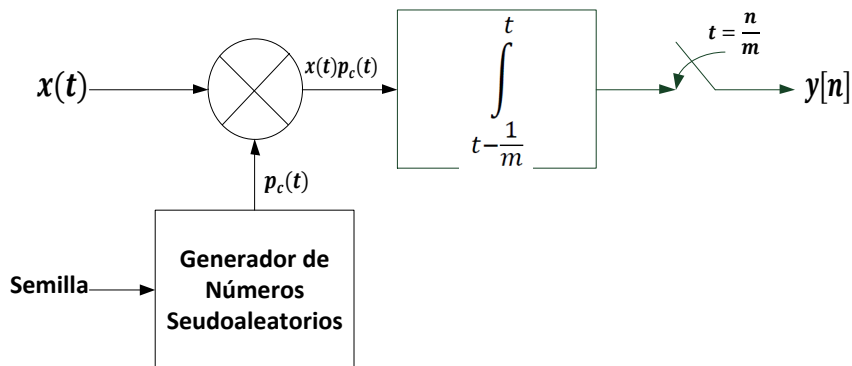 x(t)
x(t)p_c(t)
∫_{t-1/m}^{t}
t = n/m
y[n]
p_c(t)
Semilla
Generador de
Números
Seudoaleatorios